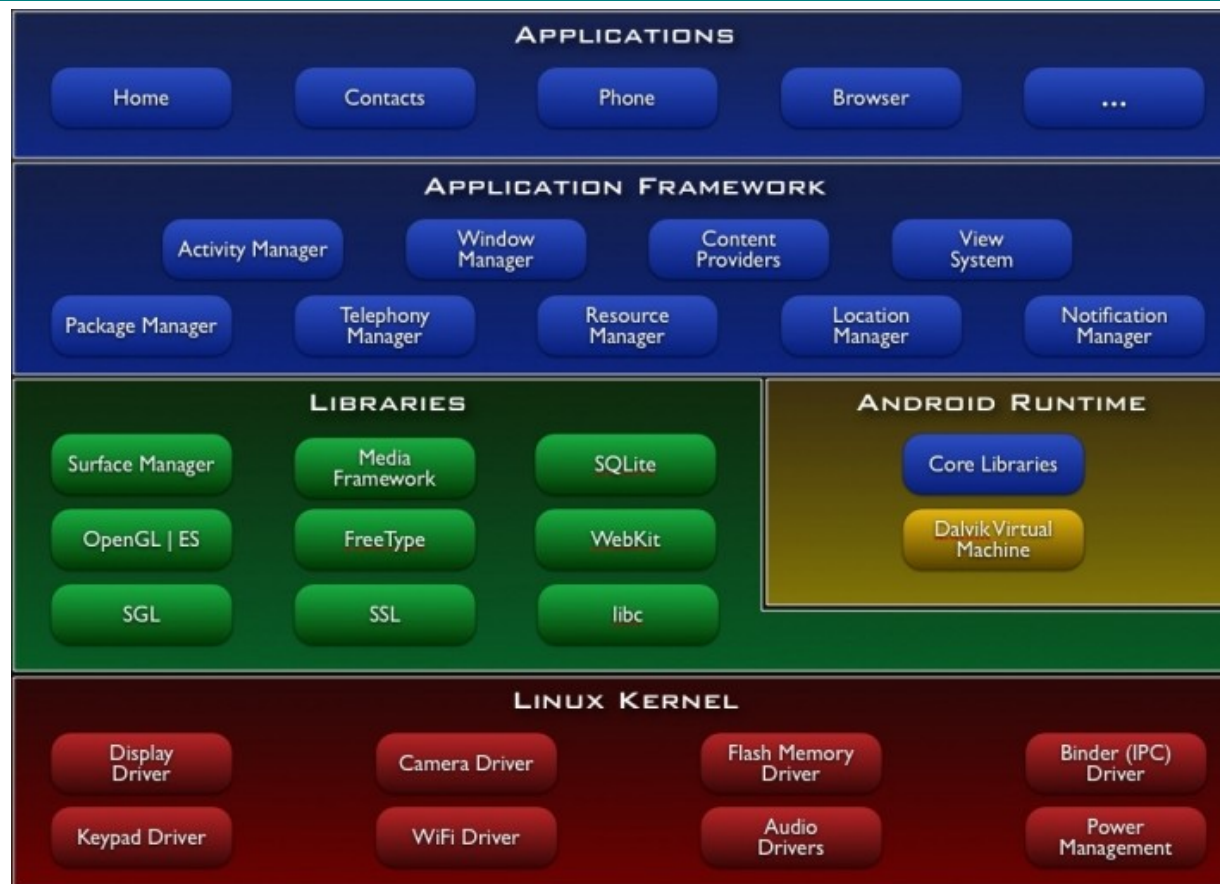 APPLICATIONS
Home
Contacts
Phone
Browser
...
APPLICATION FRAMEWORK
Activity Manager
Window
Manager
Content
Providers
View
System
Package Manager
Telephony
Manager
Resource
Manager
Location
Manager
Notification
Manager
LIBRARIES
Surface Manager
Media
Framework
SQLite
OpenGL | ES
FreeType
WebKit
SGL
SSL
libc
ANDROID RUNTIME
Core Libraries
Dalvik Virtual
Machine
LINUX KERNEL
Display
Driver
Camera Driver
Flash Memory
Driver
Binder (IPC)
Driver
Keypad Driver
WiFi Driver
Audio
Drivers
Power
Management